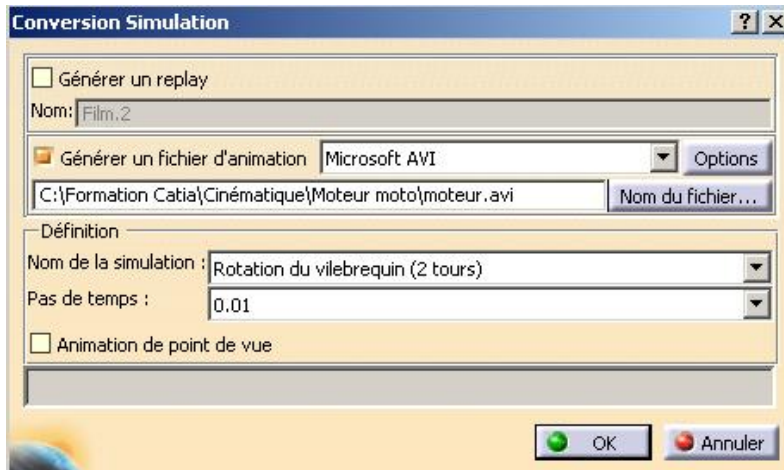 Conversion Simulation
Générer un replay
Nom: Film.2
Générer un fichier d'animation Microsoft AVI Options
C:\Formation Catia\Cinématique\Moteur moto\moteur.avi Nom du fichier...
Définition
Nom de la simulation : Rotation du vilebrequin (2 tours)
Pas de temps : 0.01
Animation de point de vue
OK Annuler